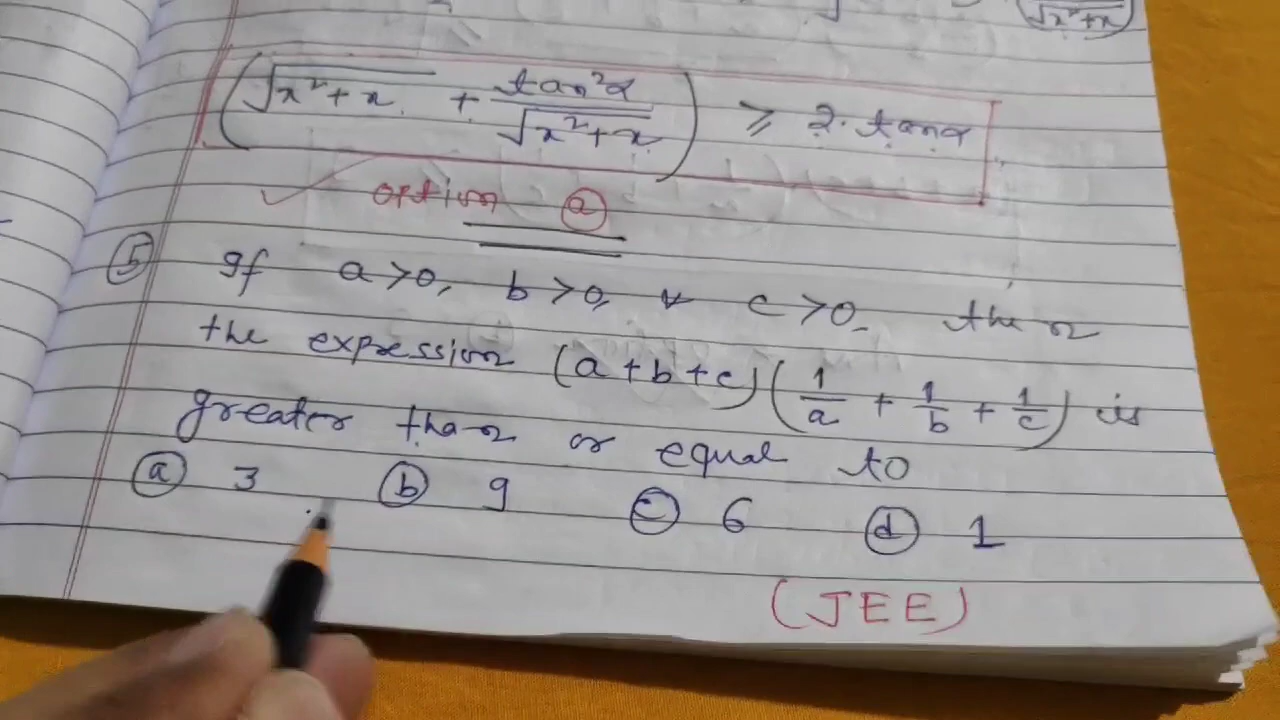 √x²+x
(√x²+x + tan²α/√x²+x) ≥ 2·tanα
✓ option ⓐ
⑤ If a>0, b>0, & c>0 then
the expression (a+b+c)(1/a + 1/b + 1/c) is
greater than or equal to
ⓐ 3 ⓑ 9 ⓒ 6 ⓓ 1
(JEE)